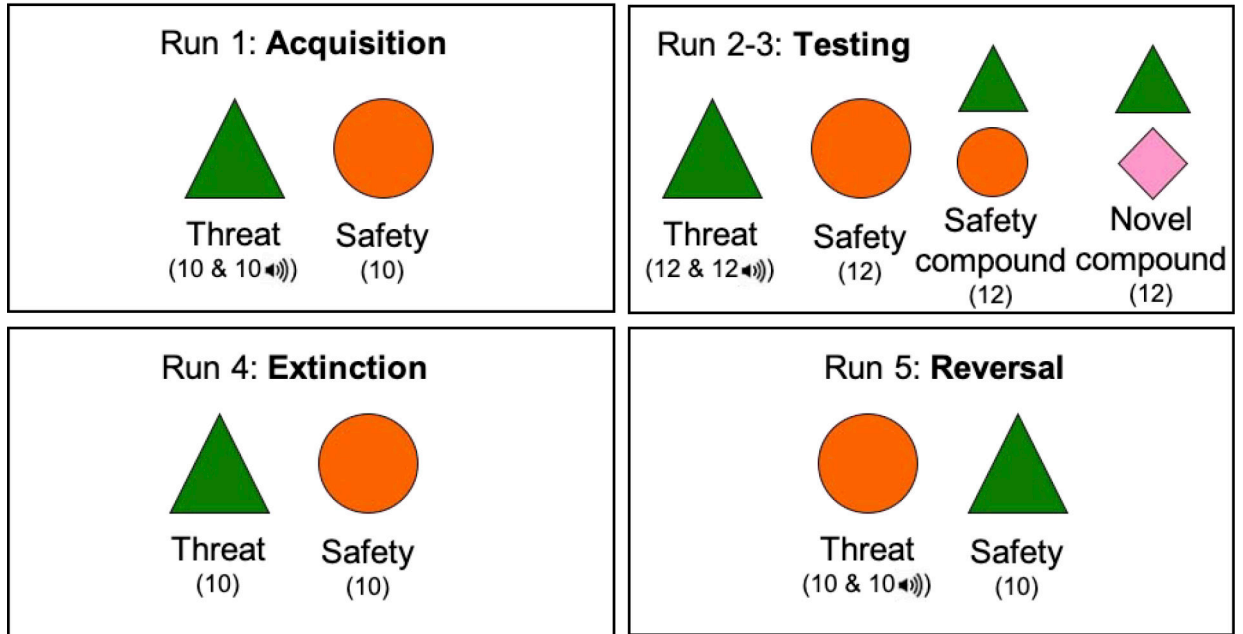 Run 1: Acquisition
Threat
(10 & 10)
Safety
(10)
Run 2-3: Testing
Threat
(12 & 12)
Safety
(12)
Safety
compound
(12)
Novel
compound
(12)
Run 4: Extinction
Threat
(10)
Safety
(10)
Run 5: Reversal
Threat
(10 & 10)
Safety
(10)